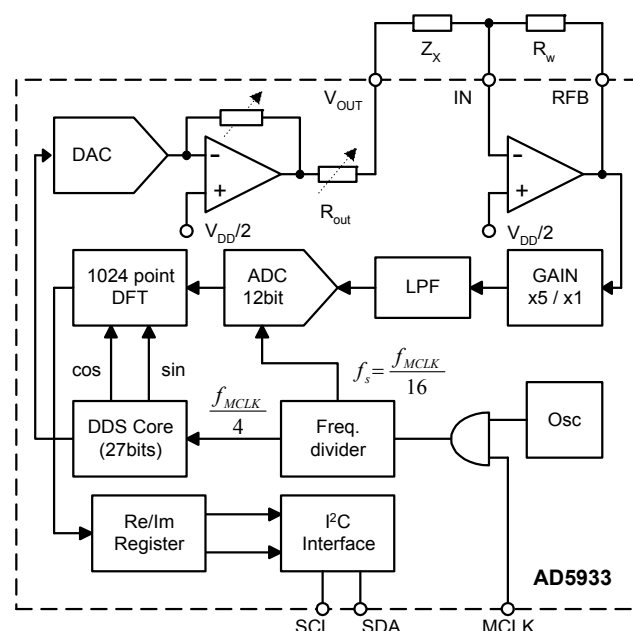 Z_X
R_w
V_OUT
IN
RFB
DAC
−
+
R_out
V_DD/2
−
+
V_DD/2
1024 point
DFT
ADC
12bit
LPF
GAIN
x5 / x1
cos
sin
f_s = f_MCLK / 16
f_MCLK / 4
DDS Core
(27bits)
Freq.
divider
Osc
Re/Im
Register
I²C
Interface
AD5933
SCL
SDA
MCLK